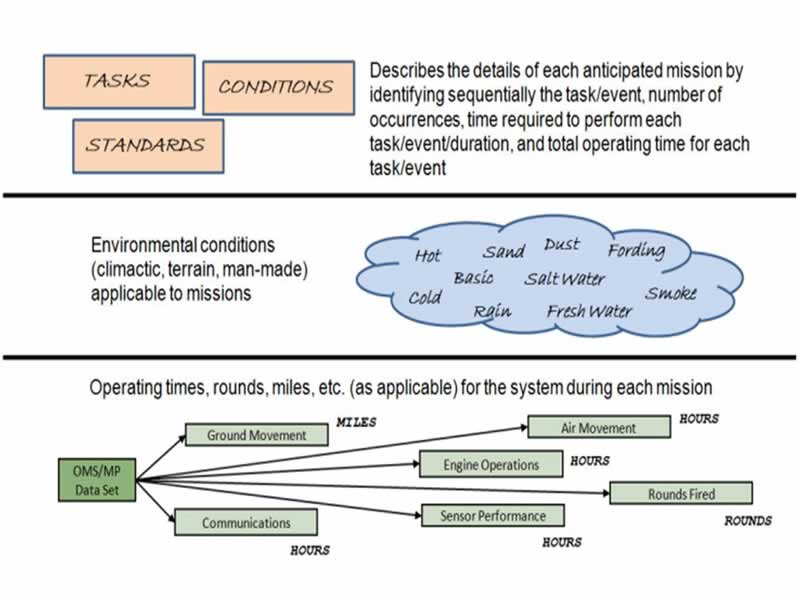 TASKS
CONDITIONS
STANDARDS
Describes the details of each anticipated mission by
identifying sequentially the task/event, number of
occurrences, time required to perform each
task/event/duration, and total operating time for each
task/event
Environmental conditions
(climactic, terrain, man-made)
applicable to missions
Hot
Sand
Dust
Fording
Basic
Salt Water
Cold
Smoke
Rain
Fresh Water
Operating times, rounds, miles, etc. (as applicable) for the system during each mission
OMS/MP
Data Set
Ground Movement
MILES
Air Movement
HOURS
Engine Operations
HOURS
Rounds Fired
ROUNDS
Sensor Performance
HOURS
Communications
HOURS